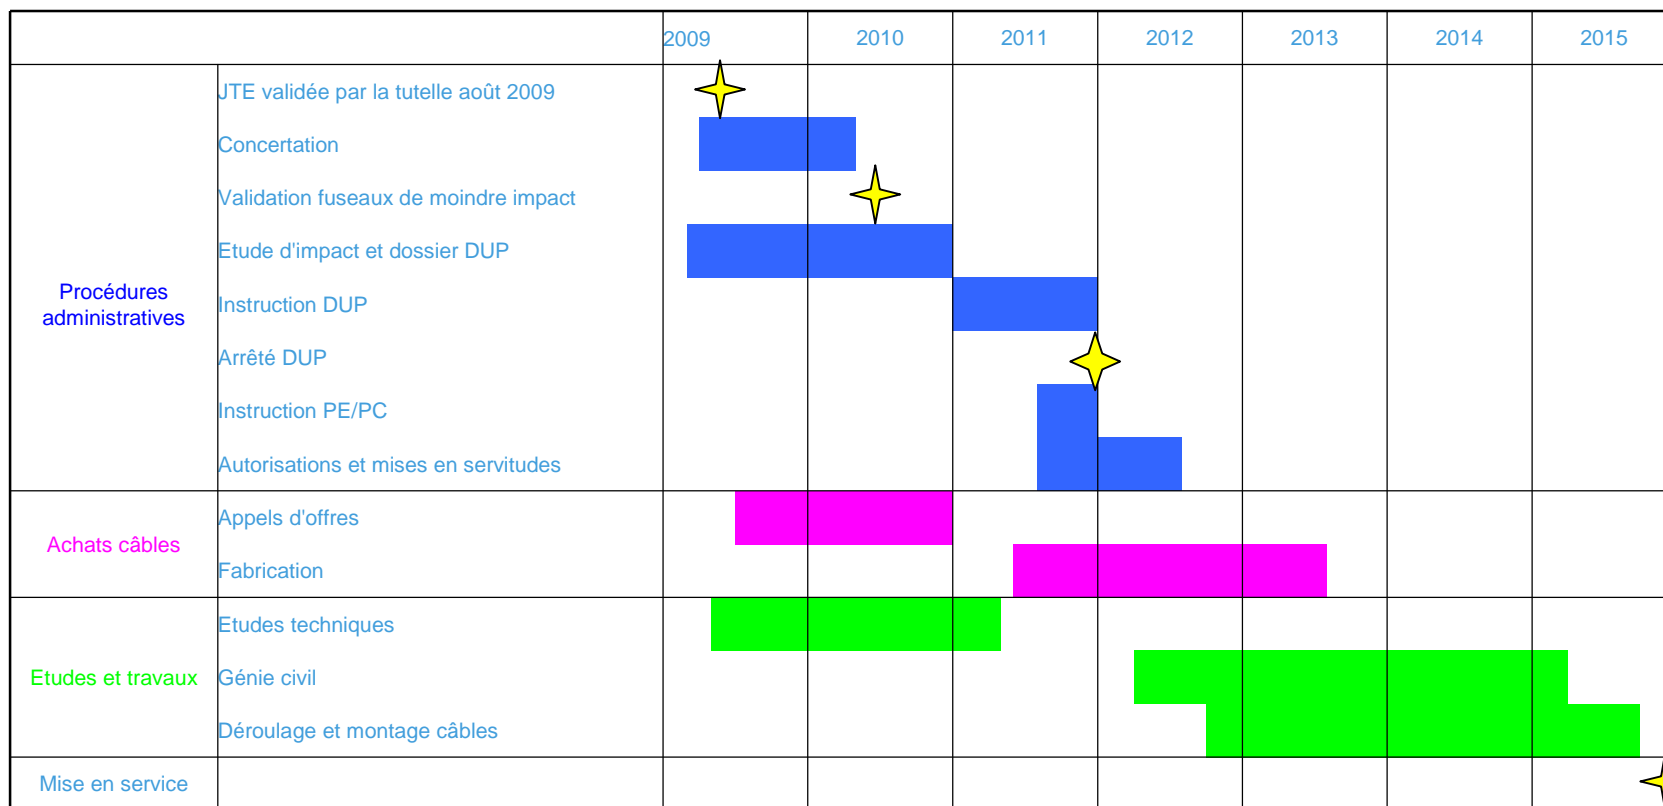 2009 2010 2011 2012 2013 2014 2015
JTE validée par la tutelle août 2009
Concertation
Validation fuseaux de moindre impact
Etude d'impact et dossier DUP
Procédures
administratives
Instruction DUP
Arrêté DUP
Instruction PE/PC
Autorisations et mises en servitudes
Achats câbles
Appels d'offres
Fabrication
Etudes et travaux
Etudes techniques
Génie civil
Déroulage et montage câbles
Mise en service